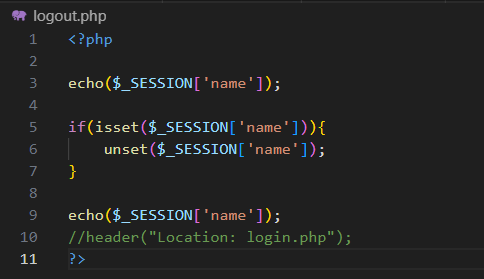 logout.php
1 <?php
2
3 echo($_SESSION['name']);
4
5 if(isset($_SESSION['name'])){
6     unset($_SESSION['name']);
7 }
8
9 echo($_SESSION['name']);
10 //header("Location: login.php");
11 ?>